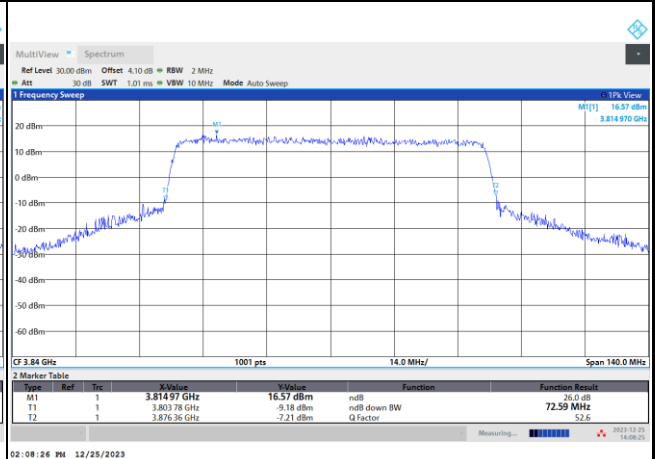 MultiView Spectrum
Ref Level 30.00 dBm Offset 4.10 dB RBW 2 MHz
Att 30 dB SWT 1.01 ms VBW 10 MHz Mode Auto Sweep
1 Frequency Sweep 1Pk View
M1[1] 16.57 dBm
3.814 970 GHz
M1
20 dBm
10 dBm
0 dBm
T1 T2
-10 dBm
-20 dBm
-30 dBm
-40 dBm
-50 dBm
-60 dBm
CF 3.84 GHz 1001 pts 14.0 MHz/ Span 140.0 MHz
2 Marker Table
Type Ref Trc X-Value Y-Value Function Function Result
M1 1 3.814 97 GHz 16.57 dBm ndB 26.0 dB
T1 1 3.803 78 GHz -9.18 dBm ndB down BW 72.59 MHz
T2 1 3.876 36 GHz -7.21 dBm Q Factor 52.6
Measuring... 2023-12-25
14:08:25
02:08:26 PM 12/25/2023